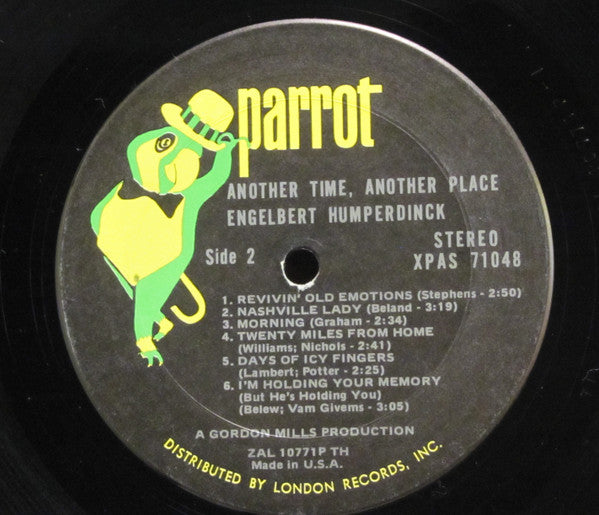 parrot
ANOTHER TIME, ANOTHER PLACE
ENGELBERT HUMPERDINCK
Side 2
STEREO
XPAS 71048
1. REVIVIN' OLD EMOTIONS (Stephens - 2:50)
2. NASHVILLE LADY (Beland - 3:19)
3. MORNING (Graham - 2:34)
4. TWENTY MILES FROM HOME
(Williams; Nichols - 2:41)
5. DAYS OF ICY FINGERS
(Lambert; Potter - 2:25)
6. I'M HOLDING YOUR MEMORY
(But He's Holding You)
(Belew; Vam Givems - 3:05)
A GORDON MILLS PRODUCTION
ZAL 10771P TH
Made in U.S.A.
DISTRIBUTED BY LONDON RECORDS, INC.